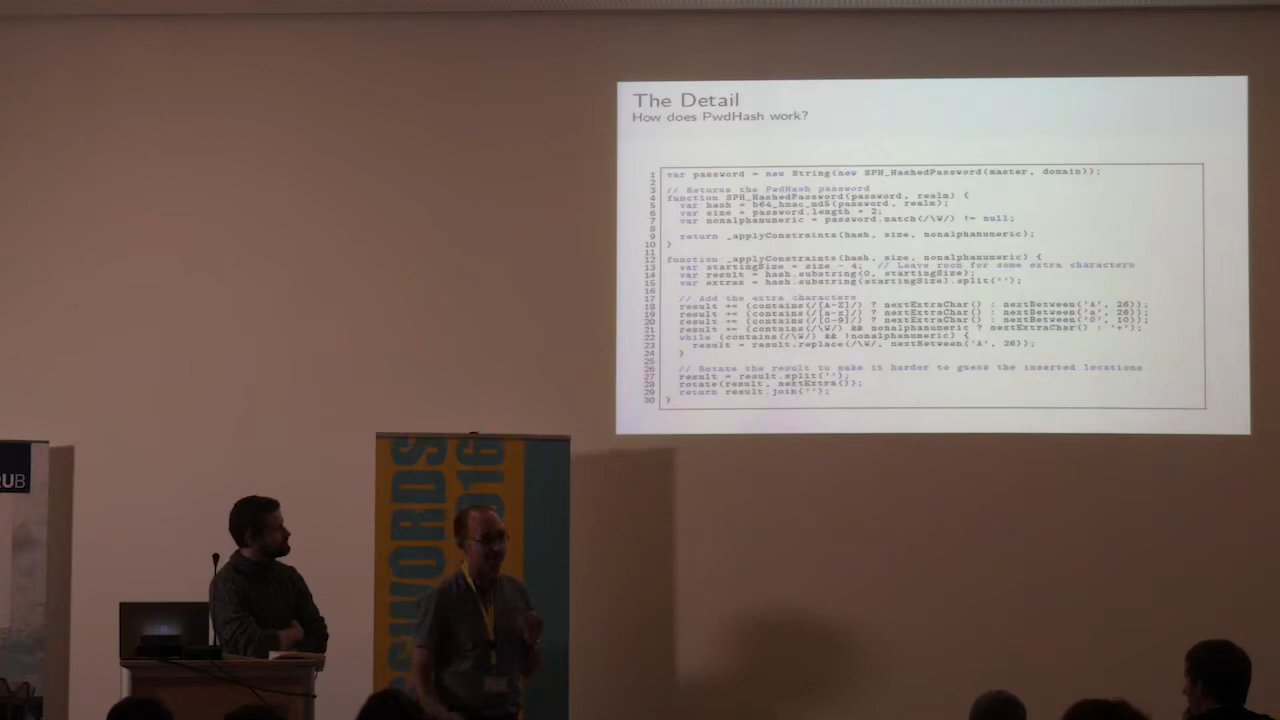 The Detail
How does PwdHash work?
1 var password = new String(new SPH_HashedPassword(master, domain));
2
3 // Returns the PwdHash password
4 function SPH_HashedPassword(password, realm) {
5 var hash = b64_hmac_md5(password, realm);
6 var size = password.length + 2;
7 var nonalphanumeric = password.match(/\W/) != null;
8
9 return _applyConstraints(hash, size, nonalphanumeric);
10 }
11
12 function _applyConstraints(hash, size, nonalphanumeric) {
13 var startingSize = size - 4; // Leave room for some extra characters
14 var result = hash.substring(0, startingSize);
15 var extras = hash.substring(startingSize).split('');
16
17 // Add the extra characters
18 result += (contains(/[A-Z]/) ? nextExtraChar() : nextBetween('A', 26));
19 result += (contains(/[a-z]/) ? nextExtraChar() : nextBetween('a', 26));
20 result += (contains(/[0-9]/) ? nextExtraChar() : nextBetween('0', 10));
21 result += (contains(/\W/) && nonalphanumeric ? nextExtraChar() : '+');
22 while (contains(/\W/) && !nonalphanumeric) {
23 result = result.replace(/\W/, nextBetween('A', 26));
24 }
25
26 // Rotate the result to make it harder to guess the inserted locations
27 result = result.split('');
28 rotate(result, nextExtra());
29 return result.join('');
30 }
UB
SWORDS
2016